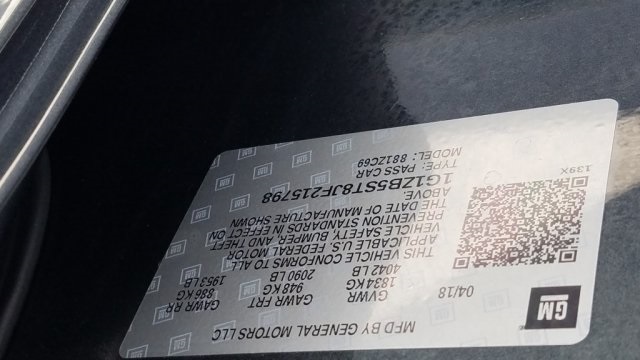 GM
MFD BY GENERAL MOTORS LLC
04/18
GVWR GAWR FRT GAWR RR
1834 KG 948 KG 886 KG
4042 LB 2090 LB 1953 LB
THIS VEHICLE CONFORMS TO ALL
APPLICABLE U.S. FEDERAL MOTOR
VEHICLE SAFETY, BUMPER, AND THEFT
PREVENTION STANDARDS IN EFFECT ON
THE DATE OF MANUFACTURE SHOWN
ABOVE.
1G1ZB5ST8JF215798
TYPE: PASS CAR
MODEL: 881ZC69
139X